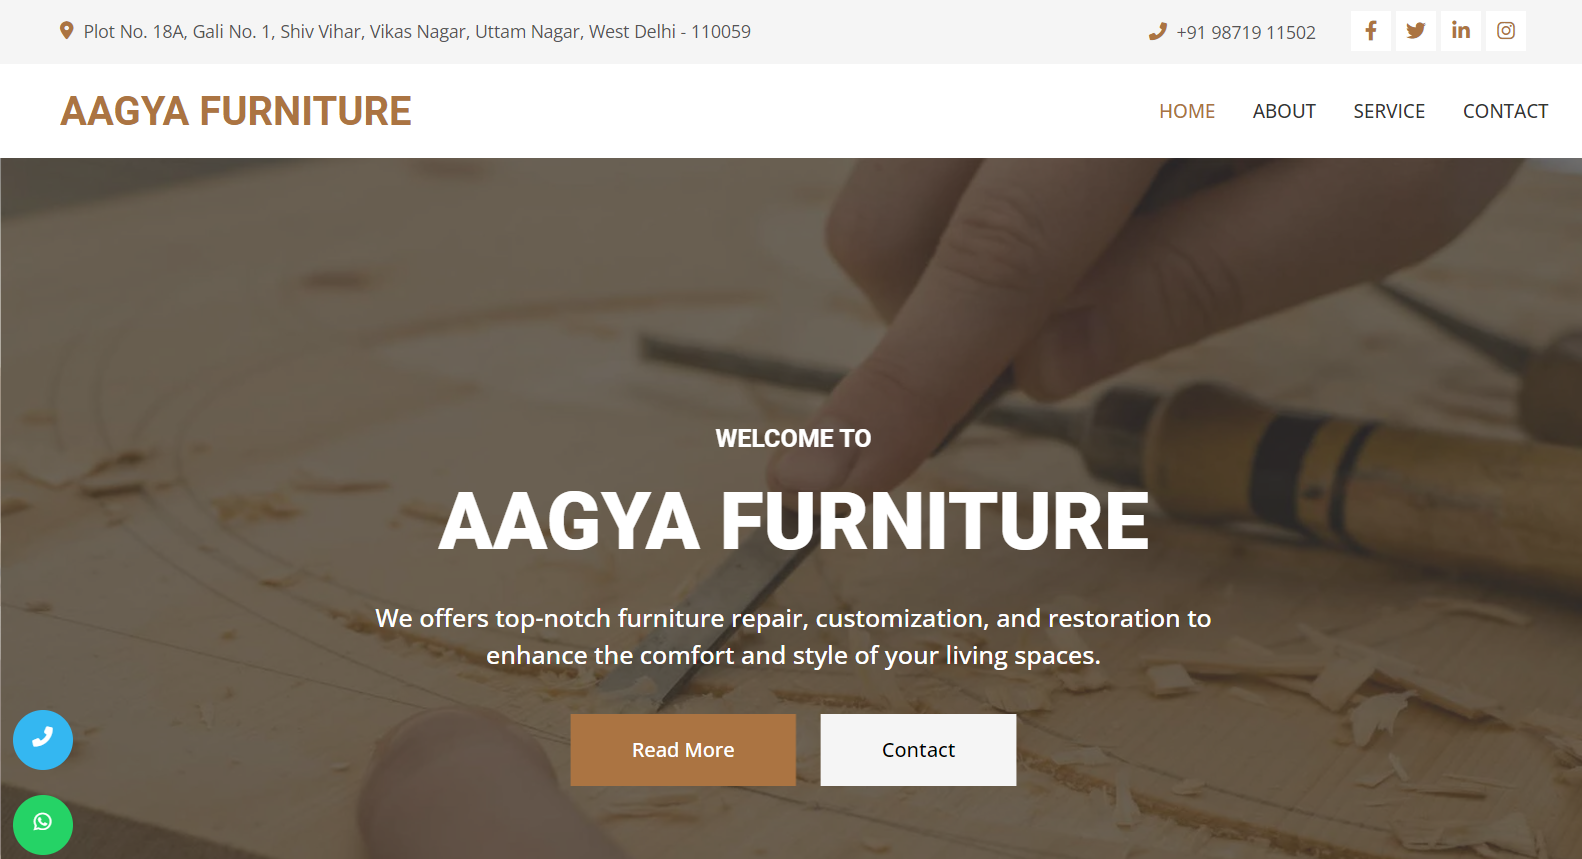 Plot No. 18A, Gali No. 1, Shiv Vihar, Vikas Nagar, Uttam Nagar, West Delhi - 110059
+91 98719 11502
AAGYA FURNITURE
HOME ABOUT SERVICE CONTACT
WELCOME TO
AAGYA FURNITURE
We offers top-notch furniture repair, customization, and restoration to
enhance the comfort and style of your living spaces.
Read More
Contact